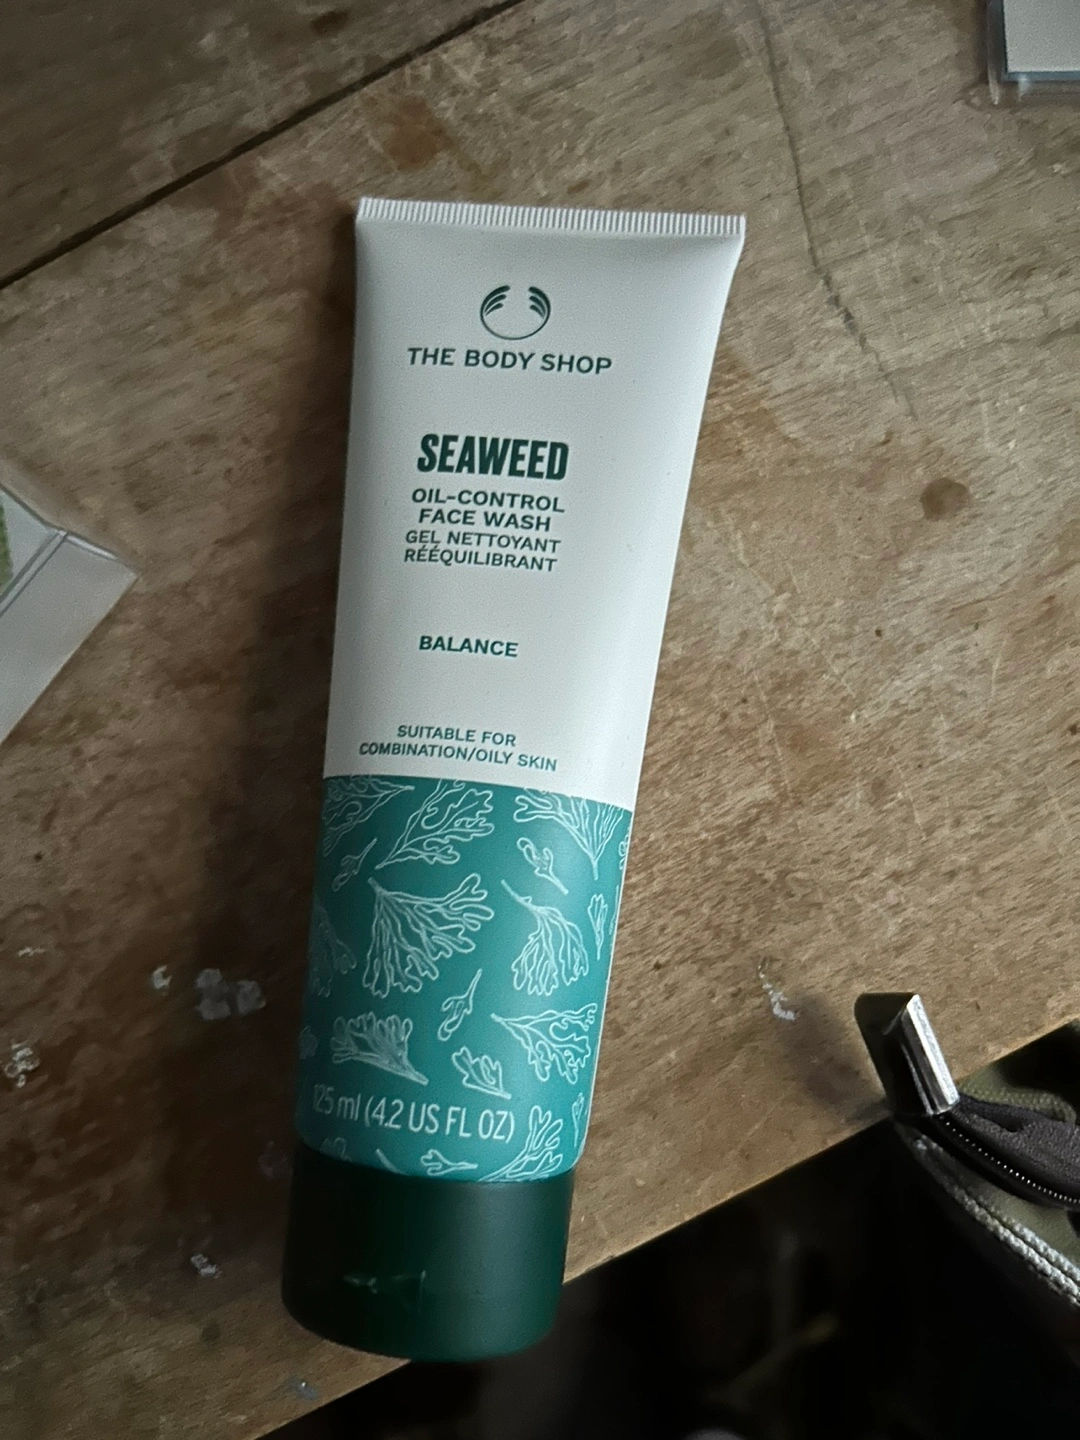 THE BODY SHOP
SEAWEED
OIL-CONTROL
FACE WASH
GEL NETTOYANT
RÉÉQUILIBRANT
BALANCE
SUITABLE FOR
COMBINATION/OILY SKIN
125 ml (4.2 US FL OZ)